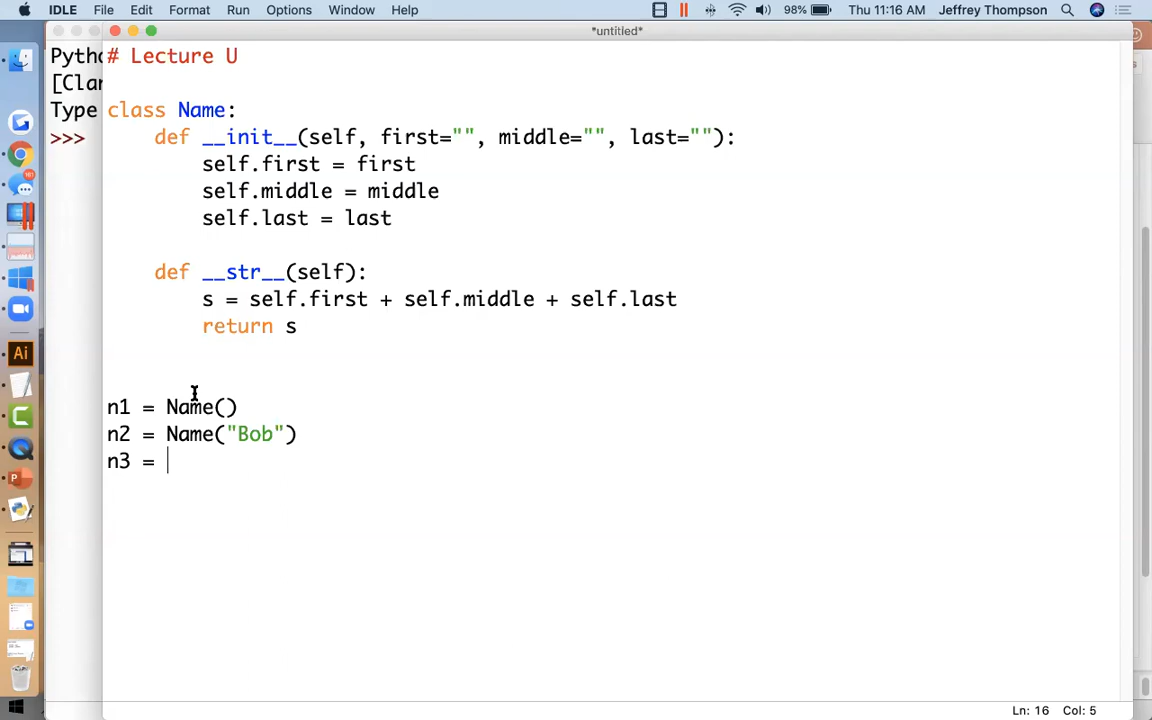 IDLE File Edit Format Run Options Window Help 98% Thu 11:16 AM Jeffrey Thompson
*untitled*
Pytho
[Clar
Type
>>>
# Lecture U
class Name:
def __init__(self, first="", middle="", last=""):
self.first = first
self.middle = middle
self.last = last
def __str__(self):
s = self.first + self.middle + self.last
return s
n1 = Name()
n2 = Name("Bob")
n3 =
Ai
Ln: 16 Col: 5